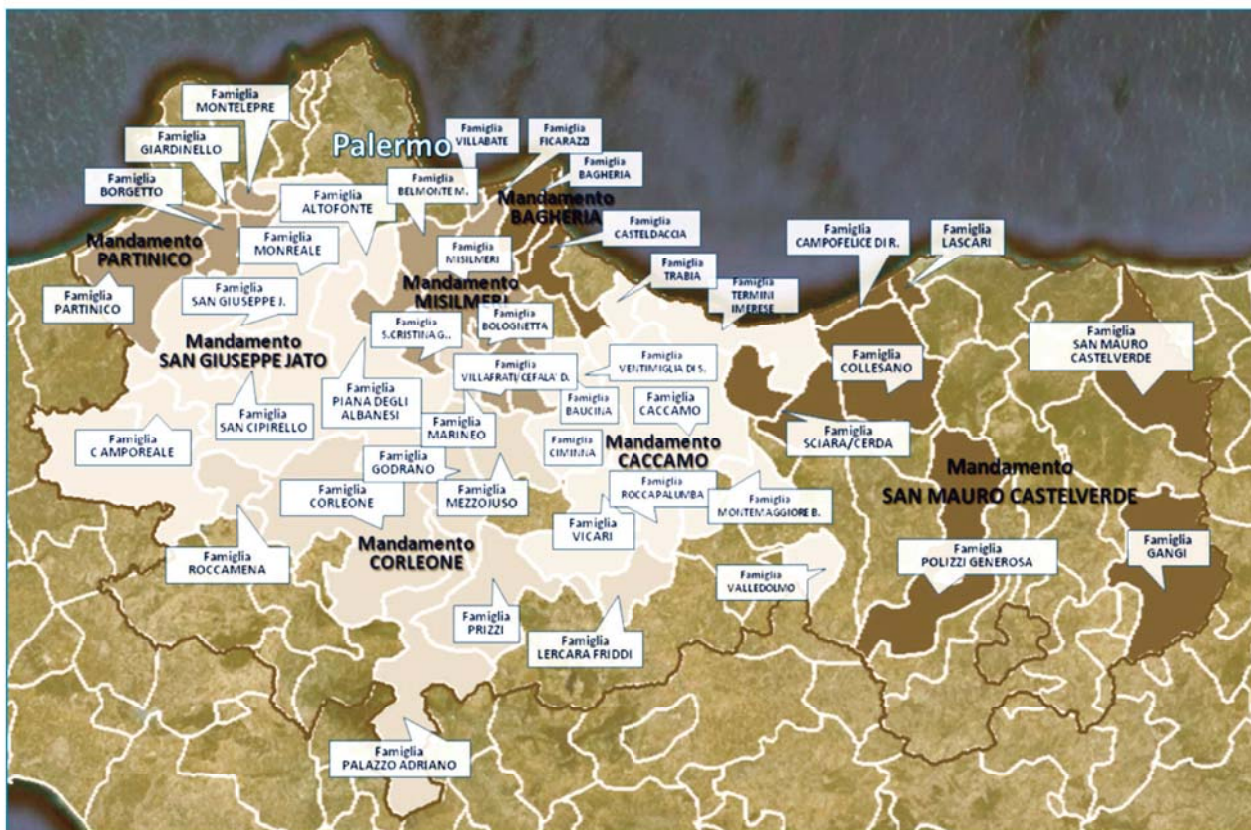 Famiglia
MONTELEPRE
Famiglia
GIARDINELLO
Palermo
Famiglia
VILLABATE
Famiglia
FICARAZZI
Famiglia
BAGHERIA
Famiglia
BORGETTO
Famiglia
ALTOFONTE
Famiglia
BELMONTE M.
Mandamento
BAGHERIA
Famiglia
CASTELDACCIA
Famiglia
CAMPOFELICE DI R.
Famiglia
LASCARI
Mandamento
PARTINICO
Famiglia
MONREALE
Famiglia
MISILMERI
Famiglia
TRABIA
Famiglia
PARTINICO
Famiglia
SAN GIUSEPPE J.
Mandamento
MISILMERI
Famiglia
TERMINI
IMERESE
Famiglia
S.CRISTINA G..
Famiglia
BOLOGNETTA
Famiglia
SAN MAURO
CASTELVERDE
Mandamento
SAN GIUSEPPE JATO
Famiglia
VILLAFRATI/CEFALA' D.
Famiglia
VENTIMIGLIA DI S.
Famiglia
COLLESANO
Famiglia
PIANA DEGLI
ALBANESI
Famiglia
BAUCINA
Famiglia
CACCAMO
Famiglia
SAN CIPIRELLO
Famiglia
MARINEO
Famiglia
C AMPOREALE
Famiglia
CIMINNA
Mandamento
CACCAMO
Famiglia
SCIARA/CERDA
Famiglia
GODRANO
Famiglia
CORLEONE
Famiglia
MEZZOJUSO
Famiglia
ROCCAPALUMBA
Famiglia
MONTEMAGGIORE B.
Mandamento
SAN MAURO CASTELVERDE
Famiglia
VICARI
Famiglia
ROCCAMENA
Mandamento
CORLEONE
Famiglia
VALLEDOLMO
Famiglia
POLIZZI GENEROSA
Famiglia
GANGI
Famiglia
PRIZZI
Famiglia
LERCARA FRIDDI
Famiglia
PALAZZO ADRIANO